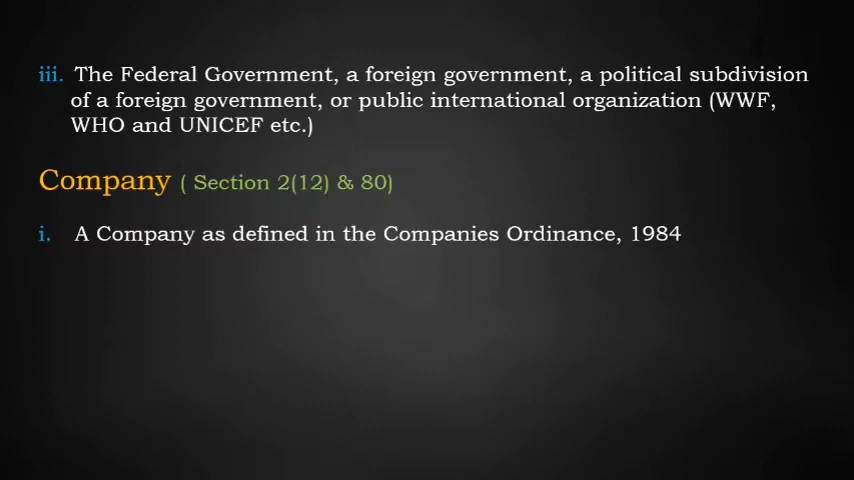 iii. The Federal Government, a foreign government, a political subdivision
of a foreign government, or public international organization (WWF,
WHO and UNICEF etc.)
Company ( Section 2(12) & 80)
i. A Company as defined in the Companies Ordinance, 1984